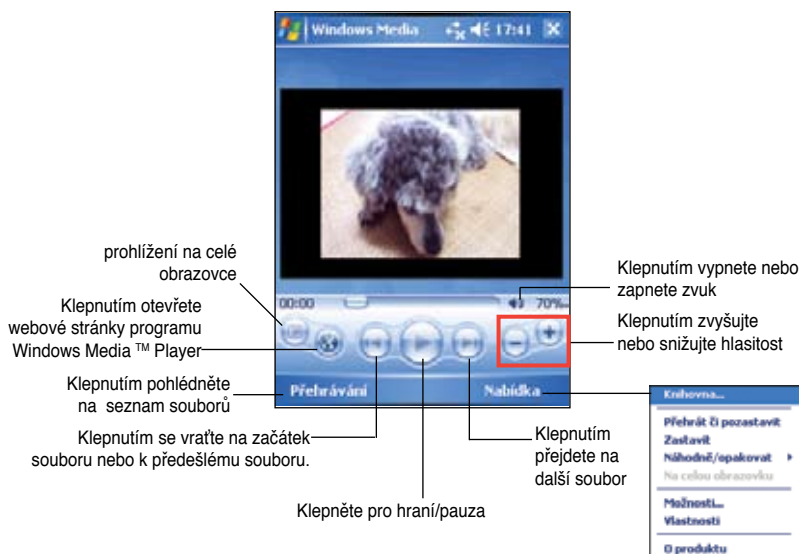 Windows Media 17:41
prohlížení na celé
obrazovce
Klepnutím otevřete
webové stránky programu
Windows Media ™ Player
Klepnutím pohlédněte
na seznam souborů
Klepnutím se vraťte na začátek
souboru nebo k předešlému souboru.
Klepněte pro hraní/pauza
Klepnutím
přejdete na
další soubor
Klepnutím vypnete nebo
zapnete zvuk
Klepnutím zvyšujte
nebo snižujte hlasitost
00:00 70%
Přehrávání Nabídka
Knihovna...
Přehrát či pozastavit
Zastavit
Náhodně/opakovat
Na celou obrazovku
Možnosti...
Vlastnosti
O produktu